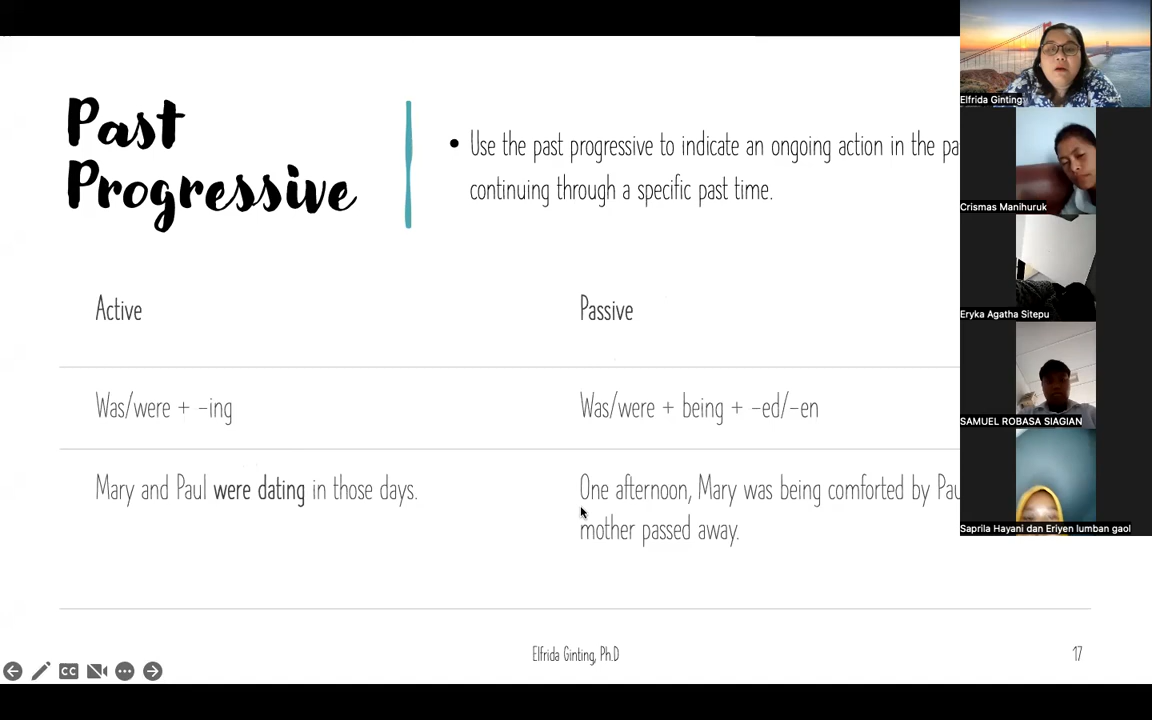 Past
Progressive
• Use the past progressive to indicate an ongoing action in the pa
continuing through a specific past time.
Active
Passive
Was/were + -ing
Was/were + being + -ed/-en
Mary and Paul were dating in those days.
One afternoon, Mary was being comforted by Pau
mother passed away.
Elfrida Ginting, Ph.D
17
CC
Elfrida Ginting
Crismas Manihuruk
Eryka Agatha Sitepu
SAMUEL ROBASA SIAGIAN
Saprila Hayani dan Eriyen lumban gaol